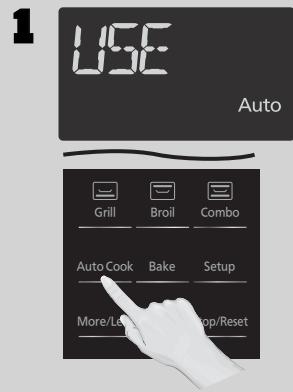 1
USE
Auto
Grill Broil Combo
Auto Cook Bake Setup
More/Le op/Reset